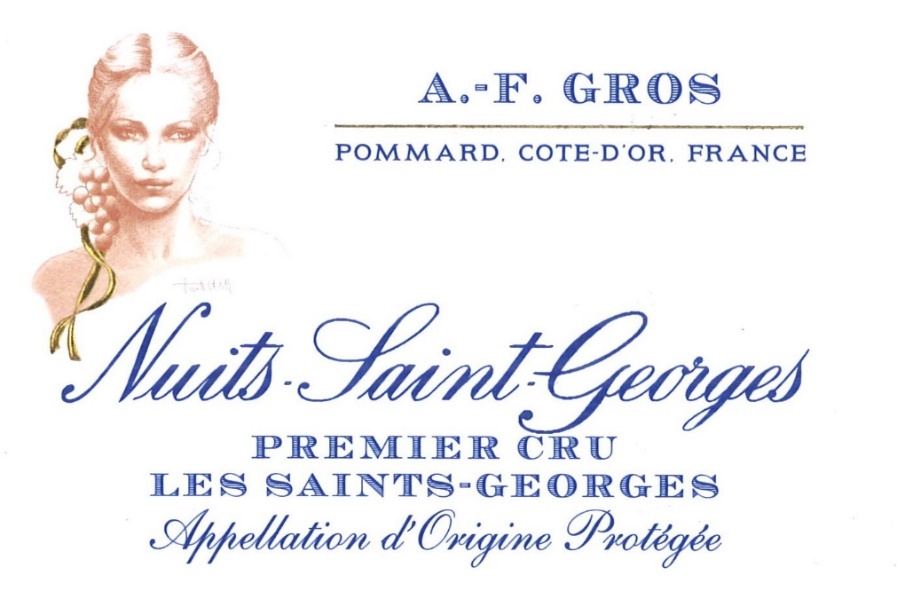 A.-F. GROS
POMMARD. COTE-D'OR. FRANCE
Nuits-Saint-Georges
PREMIER CRU
LES SAINTS-GEORGES
Appellation d'Origine Protégée